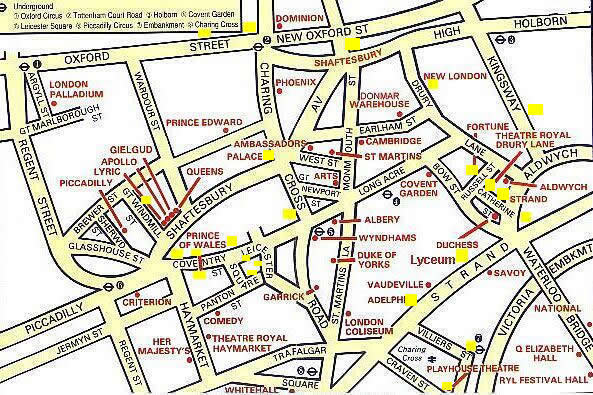 Underground
① Oxford Circus ② Tottenham Court Road ③ Holborn ④ Covent Garden
⑤ Leicester Square ⑥ Piccadilly Circus ⑦ Embankment ⑧ Charing Cross
DOMINION
NEW OXFORD ST
HIGH
HOLBORN
OXFORD
STREET
SHAFTESBURY
AV
ARGYLL ST
LONDON
PALLADIUM
GT MARLBOROUGH
ST
WARDOUR ST
CHARING
CROSS
ROAD
PHOENIX
ST
MONMOUTH
NEW LONDON
DRURY
LANE
KINGSWAY
DONMAR
WAREHOUSE
EARLHAM ST
PRINCE EDWARD
AMBASSADORS
PALACE
CAMBRIDGE
ST MARTINS
WEST ST
FORTUNE
THEATRE ROYAL
DRURY LANE
ALDWYCH
GIELGUD
APOLLO
LYRIC
PICCADILLY
QUEENS
REGENT
STREET
GT WINDMILL
ST
BREWER
ST
SHERWOOD
ST
SHAFTESBURY
GLASSHOUSE ST
GT
NEWPORT
ST
ARTS
LONG ACRE
COVENT
GARDEN
BOW ST
RUSSELL ST
CATHERINE
ST
ALDWYCH
STRAND
DUCHESS
Lyceum
PRINCE
OF WALES
COVENTRY
ST
LEICESTER
SQUARE
ALBERY
WYNDHAMS
DUKE OF
YORKS
ST. MARTINS
LA
STRAND
SAVOY
WATERLOO
BRIDGE
VICTORIA
EMBKMT
PANTON
ST
GARRICK
VAUDEVILLE
ADELPHI
PICCADILLY
CRITERION
COMEDY
LONDON
COLISEUM
NATIONAL
JERMYN ST
REGENT ST
HER
MAJESTY'S
HAYMARKET
THEATRE ROYAL
HAYMARKET
TRAFALGAR
SQUARE
WHITEHALL
Charing
Cross
VILLIERS
ST
CRAVEN ST
PLAYHOUSE THEATRE
Q ELIZABETH
HALL
RYL FESTIVAL HALL